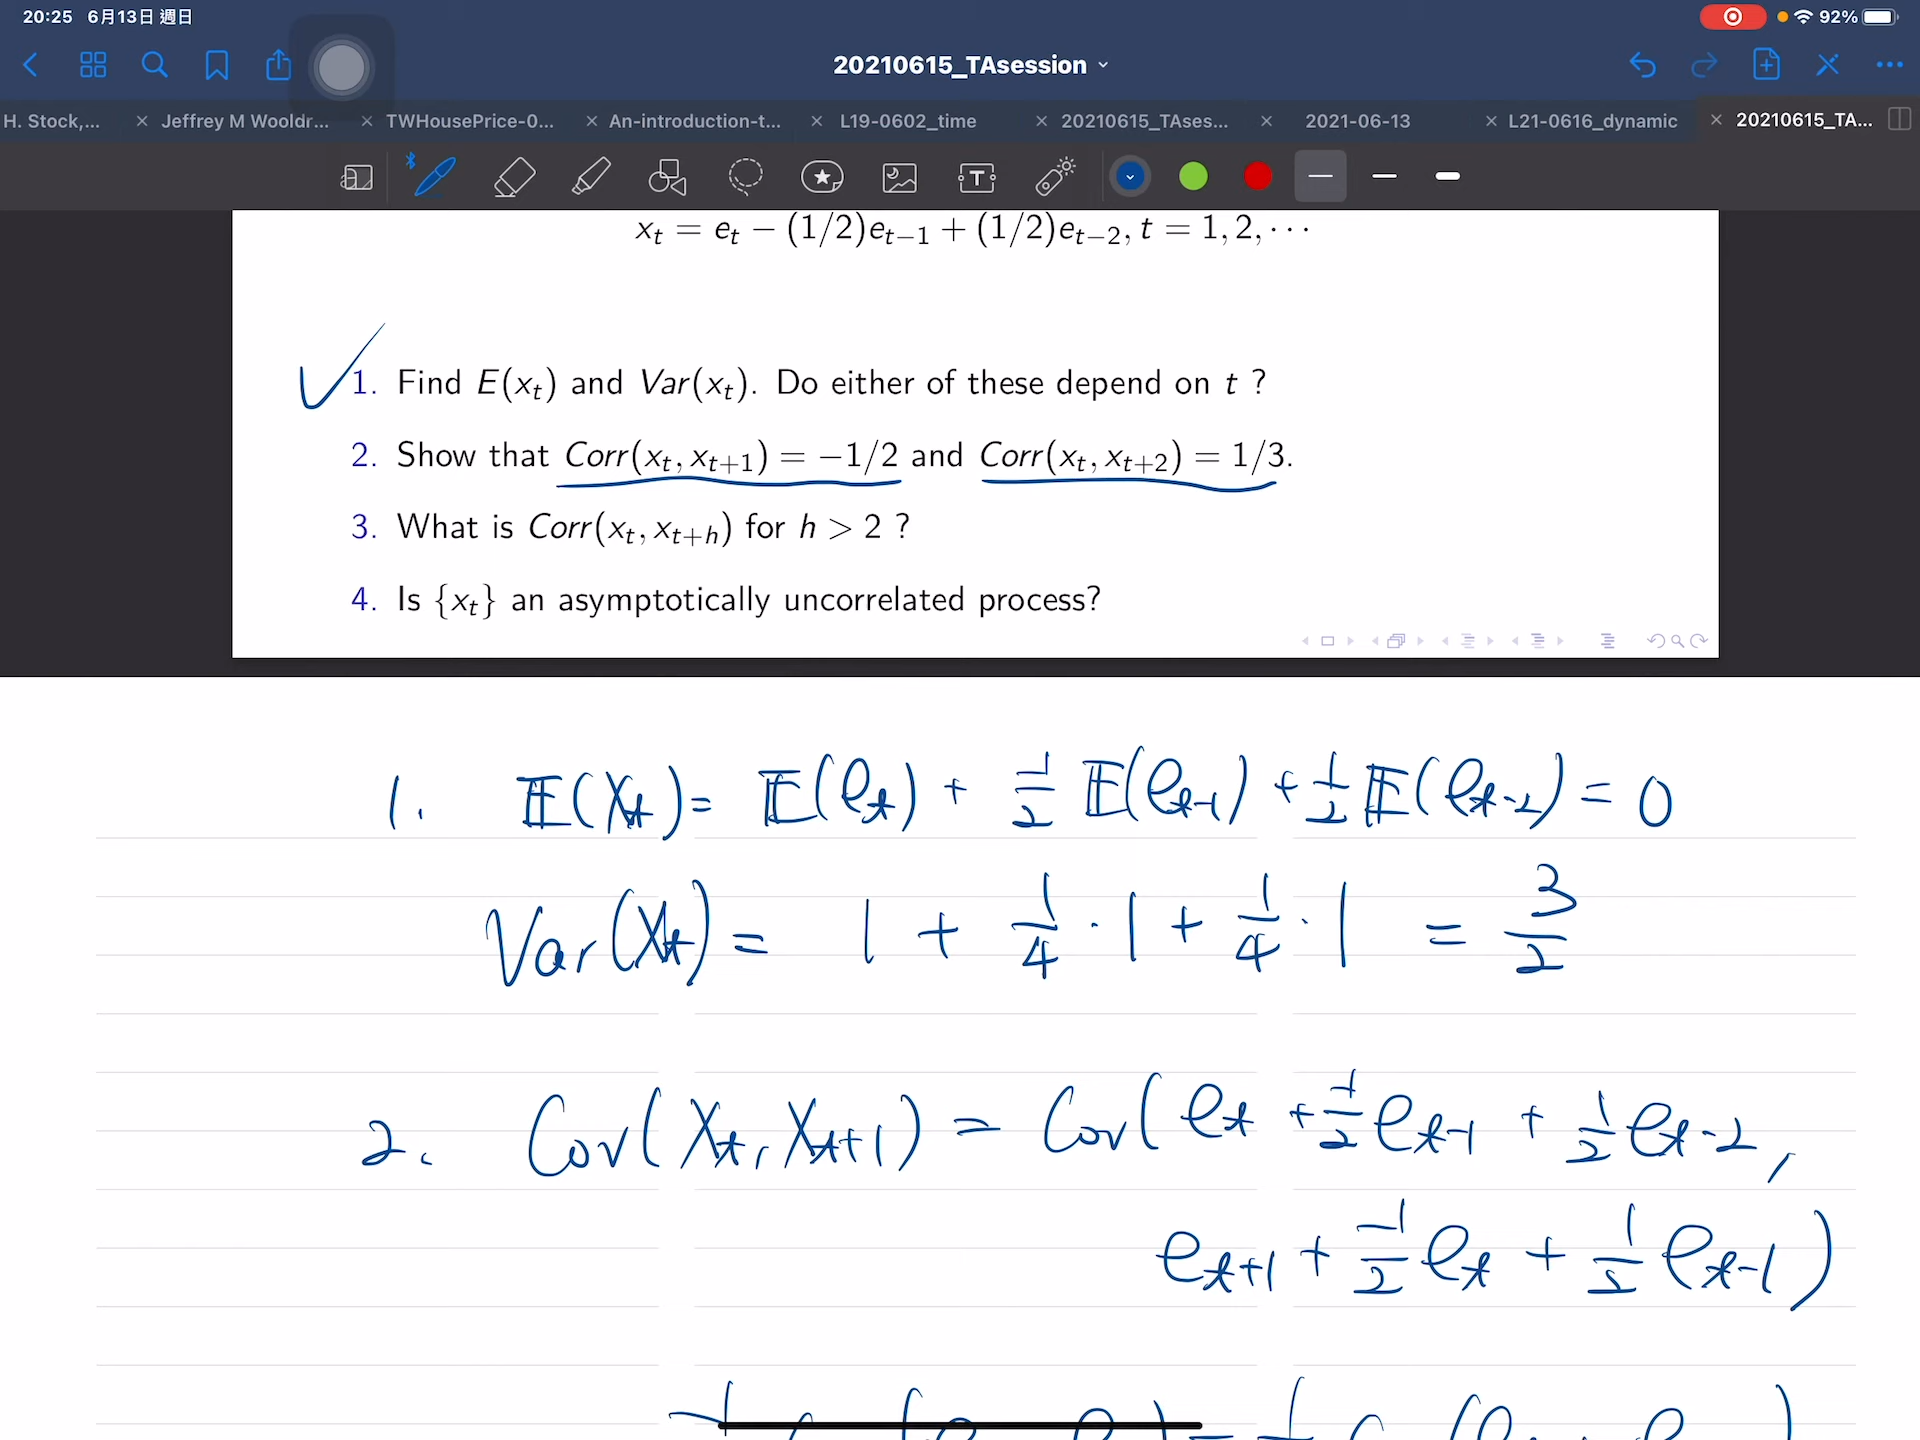 20:25 6月13日 週日
92%
20210615_TAsession
H. Stock,... × Jeffrey M Wooldr... × TWHousePrice-0... × An-introduction-t... × L19-0602_time × 20210615_TAses... × 2021-06-13 × L21-0616_dynamic × 20210615_TA...
x_t = e_t − (1/2)e_{t−1} + (1/2)e_{t−2}, t = 1, 2, ···
1. Find E(x_t) and Var(x_t). Do either of these depend on t ?
2. Show that Corr(x_t, x_{t+1}) = −1/2 and Corr(x_t, x_{t+2}) = 1/3.
3. What is Corr(x_t, x_{t+h}) for h > 2 ?
4. Is {x_t} an asymptotically uncorrelated process?
1. E(X_t) = E(e_t) + -1/2 E(e_{t-1}) + 1/2 E(e_{t-2}) = 0
Var(X_t) = 1 + 1/4 · 1 + 1/4 · 1 = 3/2
2. Cov(X_t, X_{t+1}) = Cov(e_t + -1/2 e_{t-1} + 1/2 e_{t-2},
e_{t+1} + -1/2 e_t + 1/2 e_{t-1})